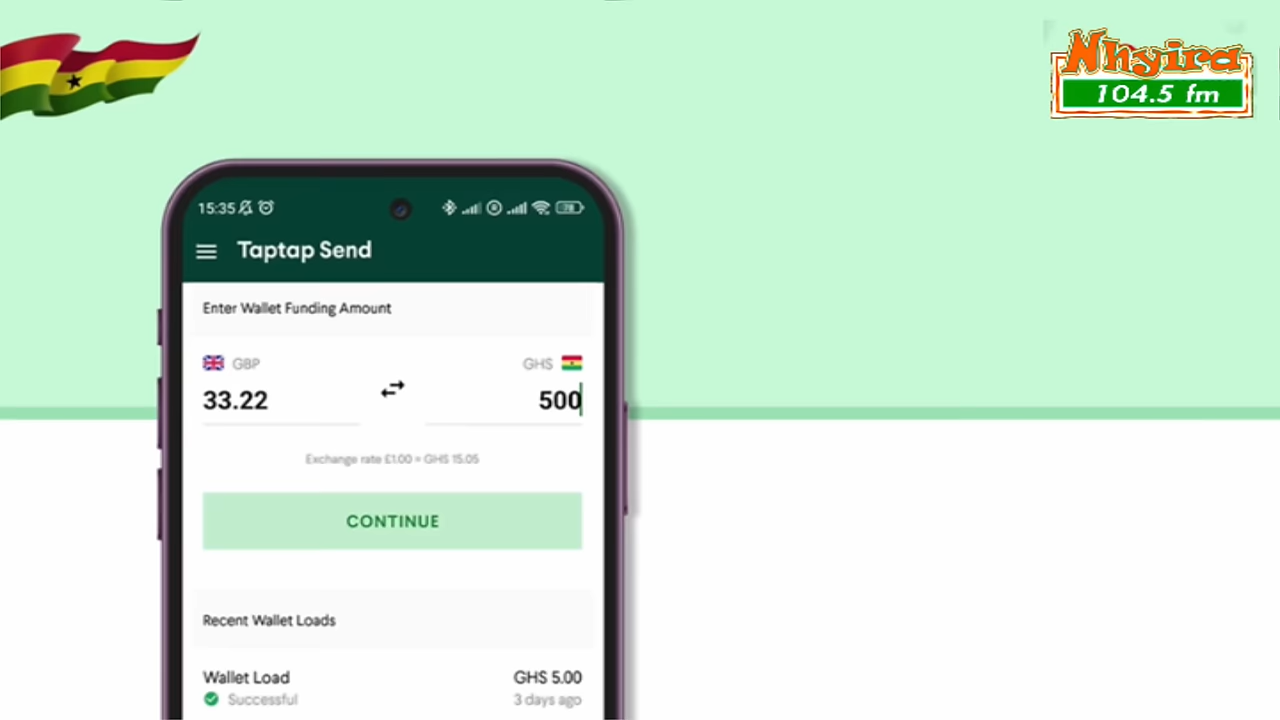 Nhyira
104.5 fm
15:35
78
Taptap Send
Enter Wallet Funding Amount
GBP
GHS
33.22
500
Exchange rate £1.00 = GHS 15.05
CONTINUE
Recent Wallet Loads
Wallet Load
GHS 5.00
Successful
3 days ago